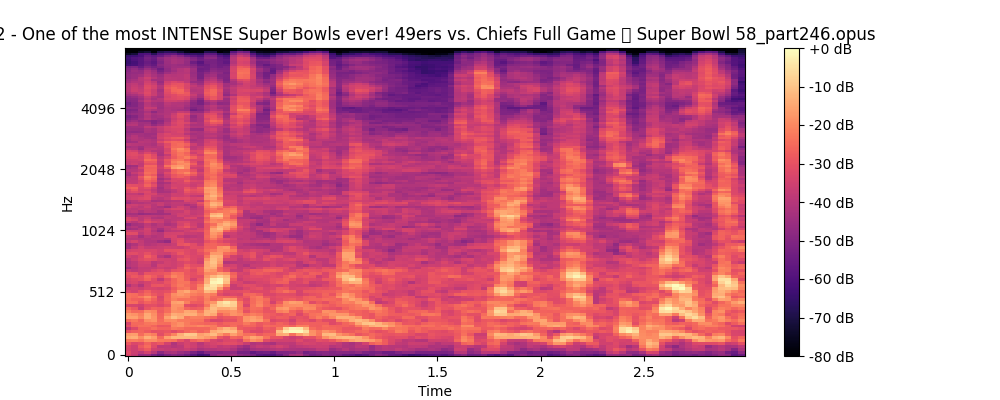 2 - One of the most INTENSE Super Bowls ever! 49ers vs. Chiefs Full Game ▯ Super Bowl 58_part246.opus
+0 dB
4096
-10 dB
-20 dB
2048
-30 dB
Hz
1024
-40 dB
-50 dB
512
-60 dB
-70 dB
0
-80 dB
0
0.5
1
1.5
2
2.5
Time